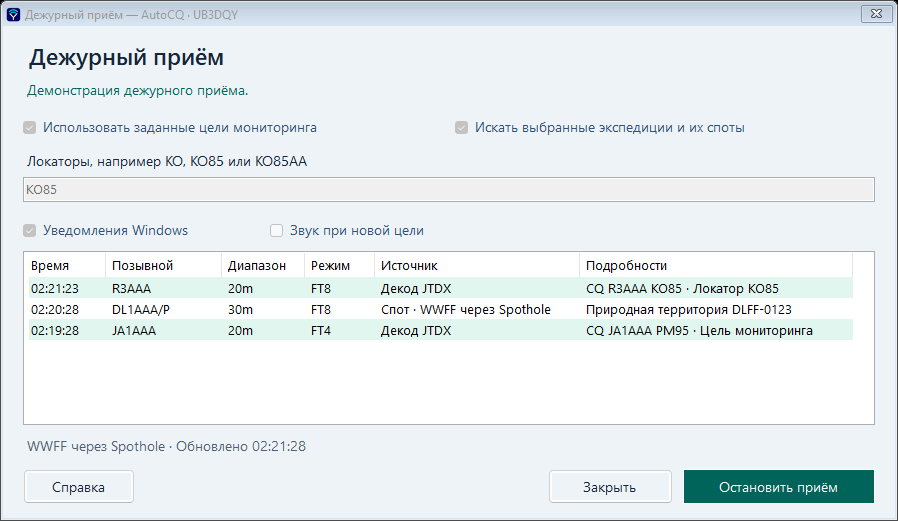 Дежурный приём — AutoCQ · UB3DQY
Дежурный приём
Демонстрация дежурного приёма.
Использовать заданные цели мониторинга Искать выбранные экспедиции и их споты
Локаторы, например KO, KO85 или KO85AA
KO85
Уведомления Windows Звук при новой цели
Время Позывной Диапазон Режим Источник Подробности
02:21:23 R3AAA 20m FT8 Декод JTDX CQ R3AAA KO85 · Локатор KO85
02:20:28 DL1AAA/P 30m FT8 Спот · WWFF через Spothole Природная территория DLFF-0123
02:19:28 JA1AAA 20m FT4 Декод JTDX CQ JA1AAA PM95 · Цель мониторинга
WWFF через Spothole · Обновлено 02:21:28
Справка Закрыть Остановить приём